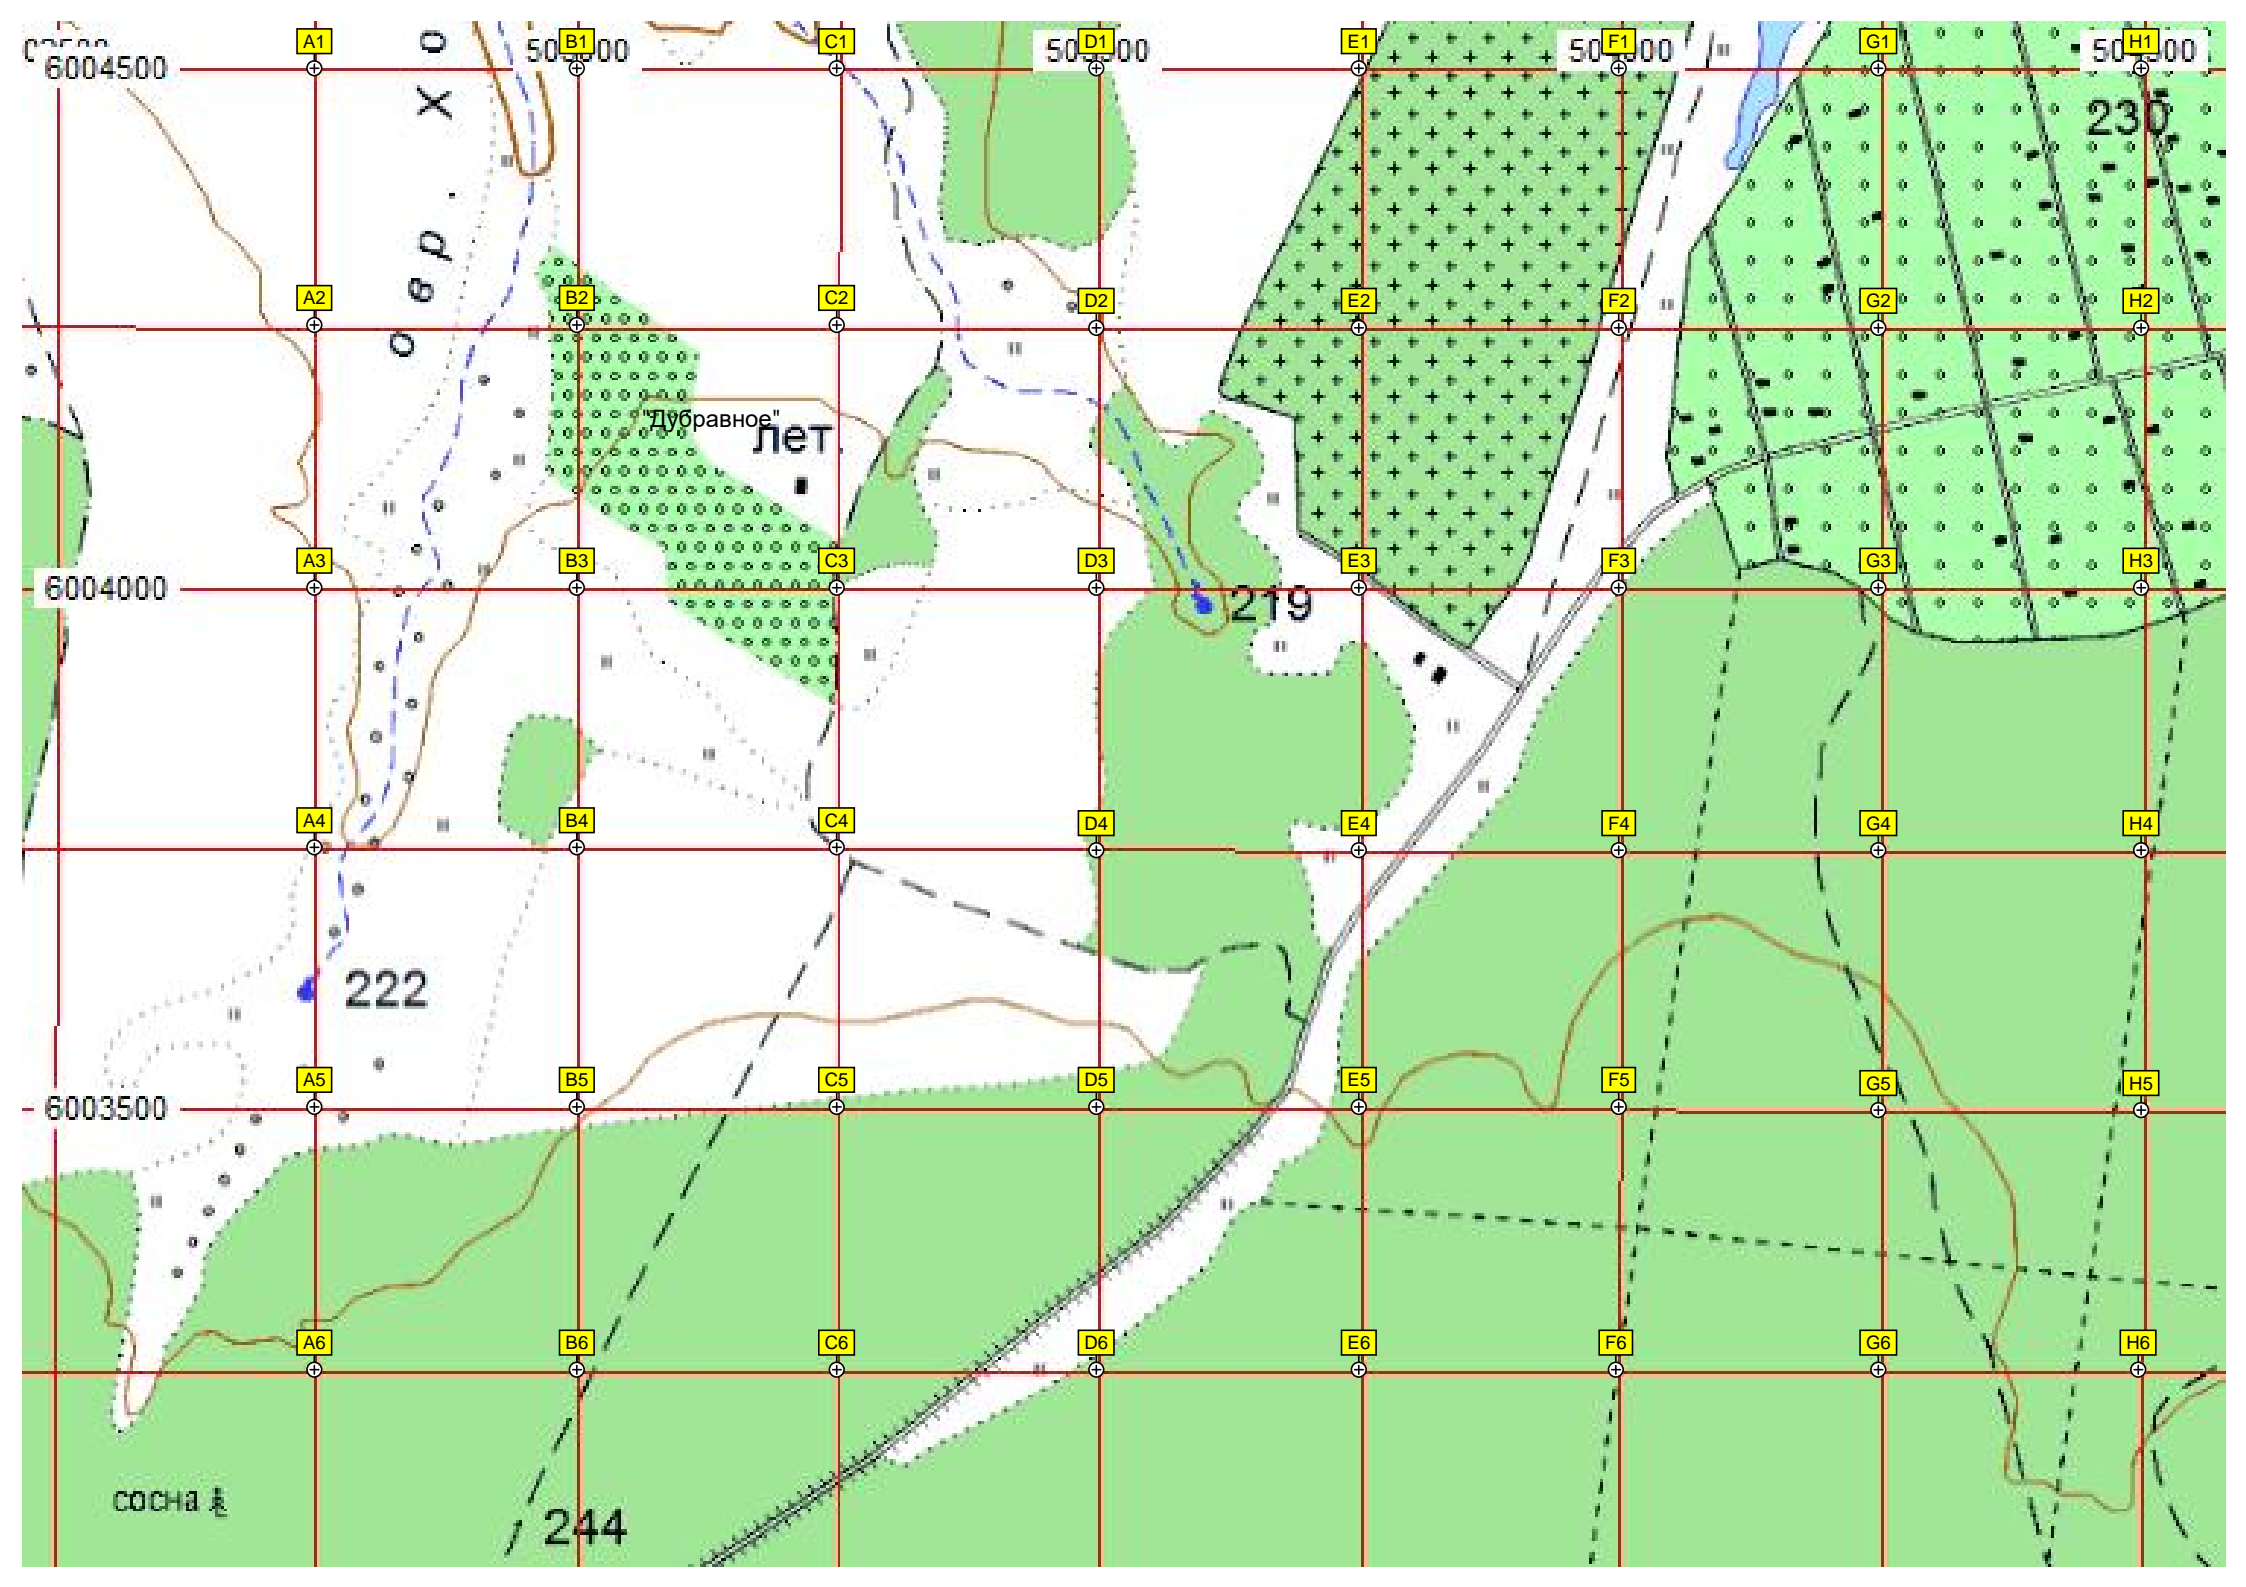 A1 B1 C1 D1 E1 F1 G1 H1
6004500
230
о в р . Х о
A2 B2 C2 D2 E2 F2 G2 H2
"Дубравное"
лет
A3 B3 C3 D3 E3 F3 G3 H3
6004000
219
A4 B4 C4 D4 E4 F4 G4 H4
222
A5 B5 C5 D5 E5 F5 G5 H5
6003500
A6 B6 C6 D6 E6 F6 G6 H6
сосна
244